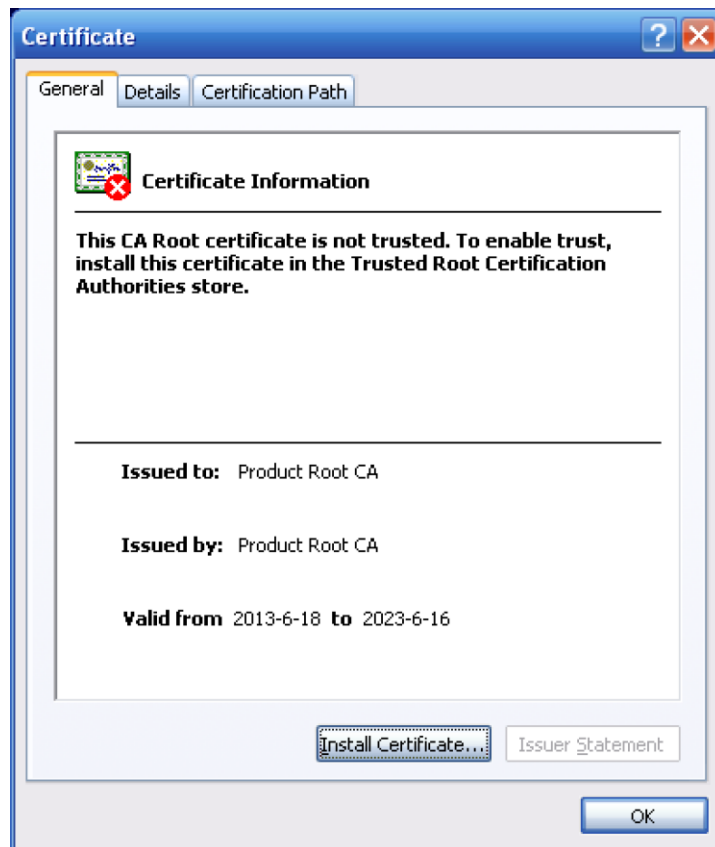 Certificate
General Details Certification Path
Certificate Information
This CA Root certificate is not trusted. To enable trust,
install this certificate in the Trusted Root Certification
Authorities store.
Issued to: Product Root CA
Issued by: Product Root CA
Valid from 2013-6-18 to 2023-6-16
Install Certificate... Issuer Statement
OK